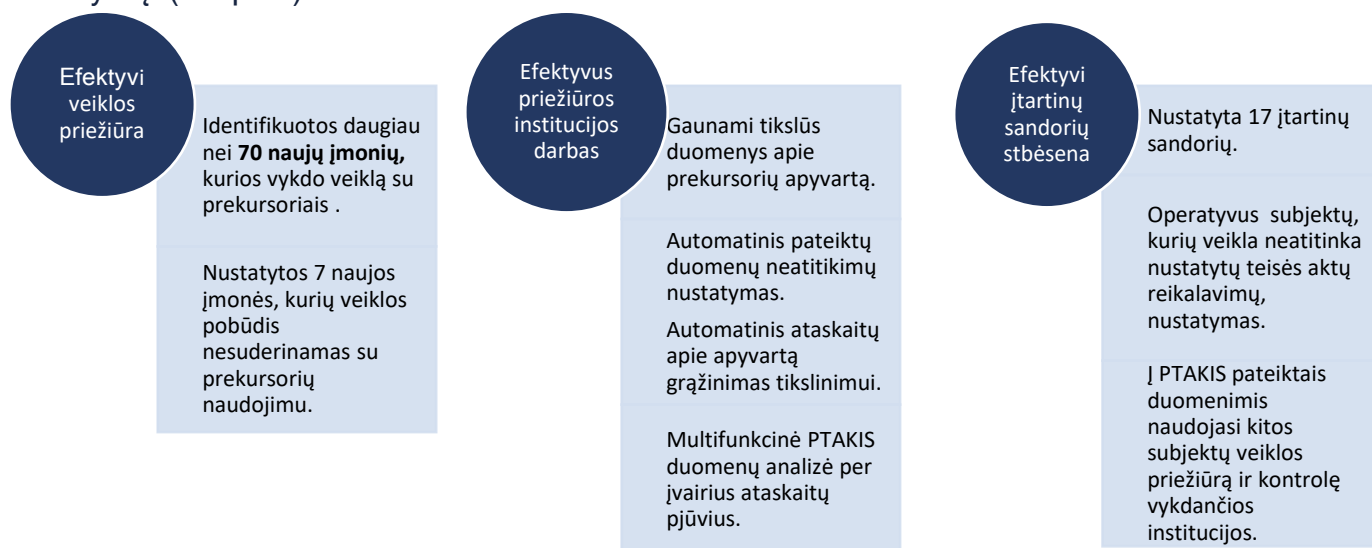 Efektyvi
veiklos
priežiūra
Identifikuotos daugiau
nei 70 naujų įmonių,
kurios vykdo veiklą su
prekursoriais .
Nustatytos 7 naujos
įmonės, kurių veiklos
pobūdis
nesuderinamas su
prekursorių
naudojimu.
Efektyvus
priežiūros
institucijos
darbas
Gaunami tikslūs
duomenys apie
prekursorių apyvartą.
Automatinis pateiktų
duomenų neatitikimų
nustatymas.
Automatinis ataskaitų
apie apyvartą
grąžinimas tikslinimui.
Multifunkcinė PTAKIS
duomenų analizė per
įvairius ataskaitų
pjūvius.
Efektyvi
įtartinų
sandorių
stbėsena
Nustatyta 17 įtartinų
sandorių.
Operatyvus subjektų,
kurių veikla neatitinka
nustatytų teisės aktų
reikalavimų,
nustatymas.
Į PTAKIS pateiktais
duomenimis
naudojasi kitos
subjektų veiklos
priežiūrą ir kontrolę
vykdančios
institucijos.